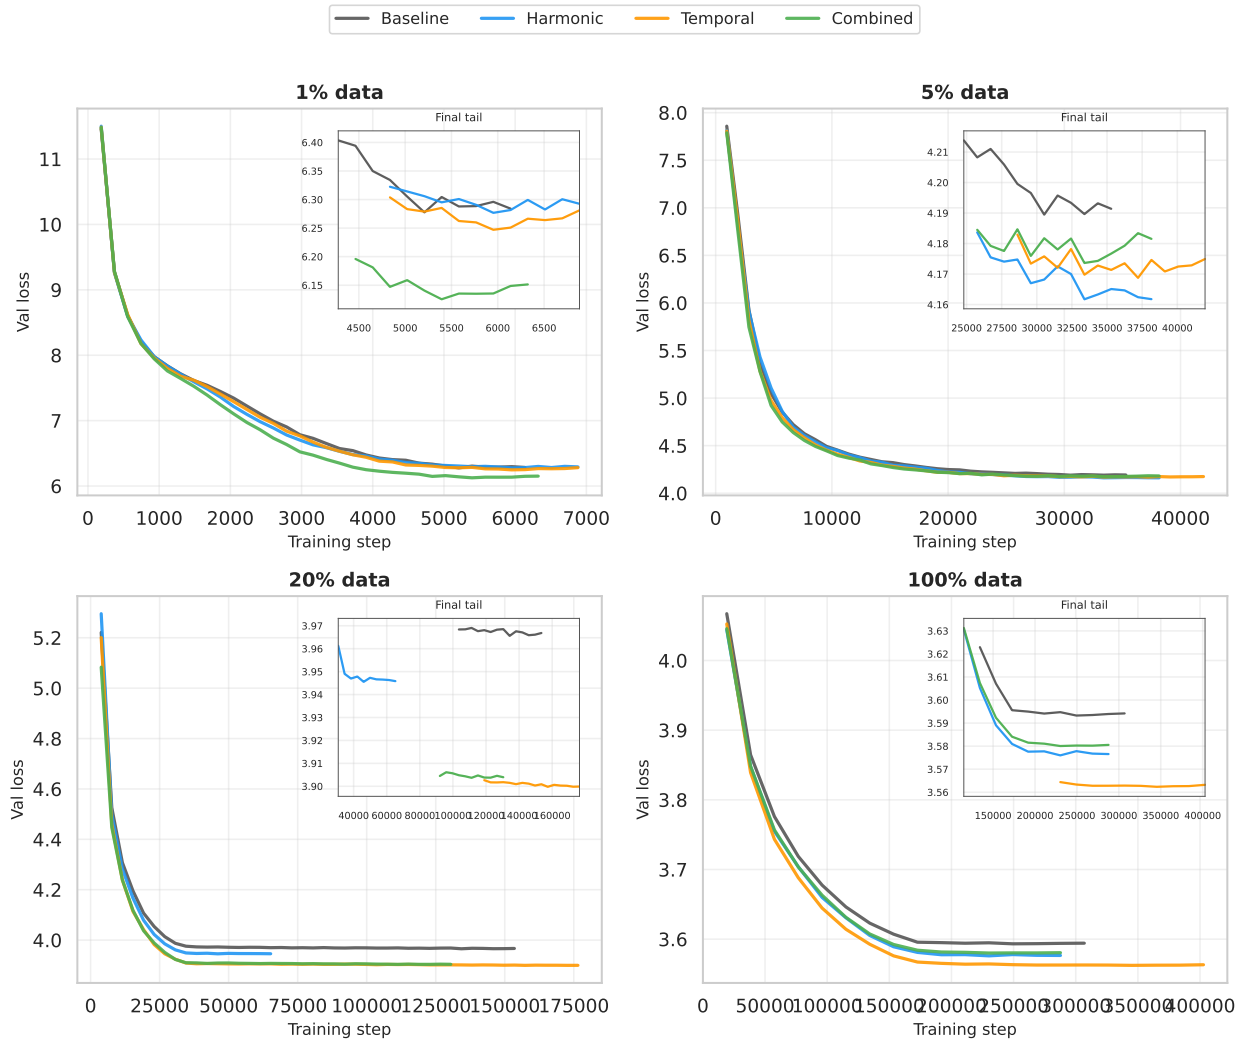 Baseline Harmonic Temporal Combined
1% data
Val loss
11
10
9
8
7
6
0 1000 2000 3000 4000 5000 6000 7000
Training step
Final tail
6.40
6.35
6.30
6.25
6.20
6.15
4500 5000 5500 6000 6500
5% data
Val loss
8.0
7.5
7.0
6.5
6.0
5.5
5.0
4.5
4.0
0 10000 20000 30000 40000
Training step
Final tail
4.21
4.20
4.19
4.18
4.17
4.16
25000 27500 30000 32500 35000 37500 40000
20% data
Val loss
5.2
5.0
4.8
4.6
4.4
4.2
4.0
0 25000 50000 75000 100000 125000 150000 175000
Training step
Final tail
3.97
3.96
3.95
3.94
3.93
3.92
3.91
3.90
40000 60000 80000 100000 120000 140000 160000
100% data
Val loss
4.0
3.9
3.8
3.7
3.6
0 50000 100000 150000 200000 250000 300000 350000 400000
Training step
Final tail
3.63
3.62
3.61
3.60
3.59
3.58
3.57
3.56
150000 200000 250000 300000 350000 400000